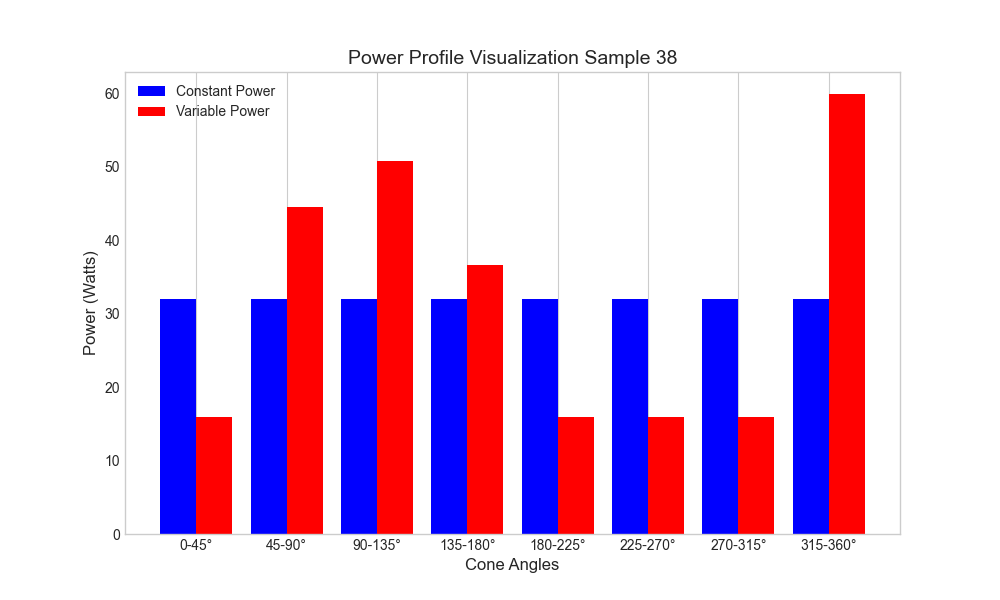 Power Profile Visualization Sample 38
Constant Power
Variable Power
Power (Watts)
60
50
40
30
20
10
0
0-45° 45-90° 90-135° 135-180° 180-225° 225-270° 270-315° 315-360°
Cone Angles